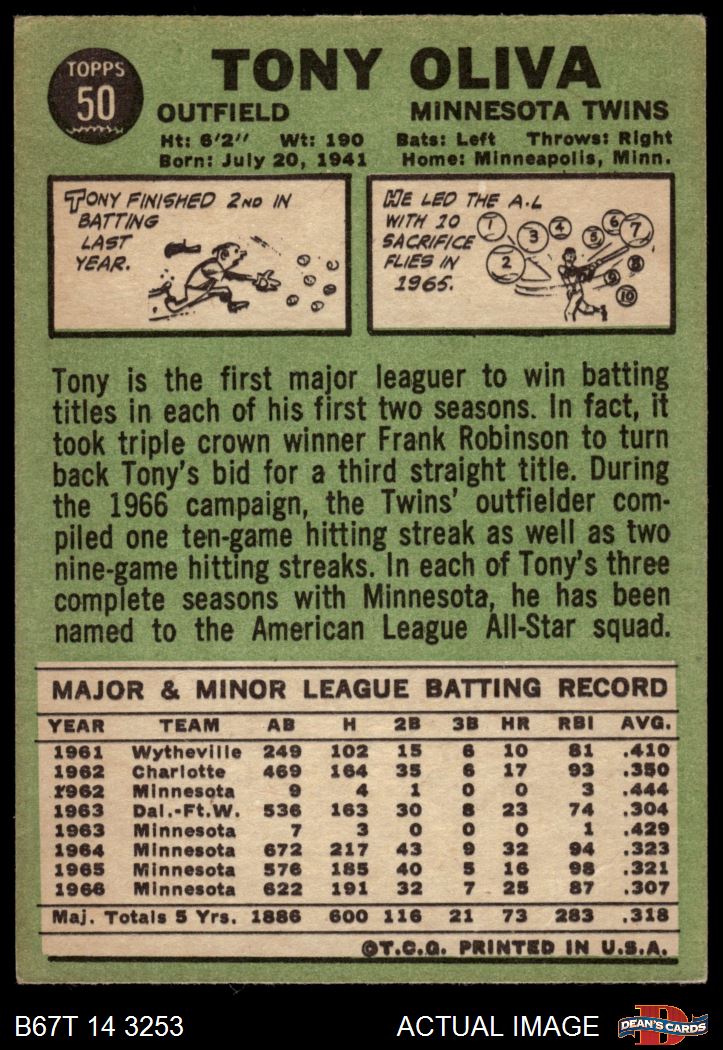 TOPPS
50
TONY OLIVA
OUTFIELD MINNESOTA TWINS
Ht: 6'2'' Wt: 190 Bats: Left Throws: Right
Born: July 20, 1941 Home: Minneapolis, Minn.
TONY FINISHED 2ND IN
BATTING
LAST
YEAR.
HE LED THE A.L
WITH 10
SACRIFICE
FLIES IN
1965.
1 2 3 4 5 6 7 8 9 10
Tony is the first major leaguer to win batting
titles in each of his first two seasons. In fact, it
took triple crown winner Frank Robinson to turn
back Tony's bid for a third straight title. During
the 1966 campaign, the Twins' outfielder com-
piled one ten-game hitting streak as well as two
nine-game hitting streaks. In each of Tony's three
complete seasons with Minnesota, he has been
named to the American League All-Star squad.
MAJOR & MINOR LEAGUE BATTING RECORD
YEAR TEAM AB H 2B 3B HR RBI AVG.
1961 Wytheville 249 102 15 6 10 81 .410
1962 Charlotte 469 164 35 6 17 93 .350
1962 Minnesota 9 4 1 0 0 3 .444
1963 Dal.-Ft.W. 536 163 30 8 23 74 .304
1963 Minnesota 7 3 0 0 0 1 .429
1964 Minnesota 672 217 43 9 32 94 .323
1965 Minnesota 576 185 40 5 16 98 .321
1966 Minnesota 622 191 32 7 25 87 .307
Maj. Totals 5 Yrs. 1886 600 116 21 73 283 .318
©T.C.G. PRINTED IN U.S.A.
B67T 14 3253 ACTUAL IMAGE
D
DEAN'S CARDS